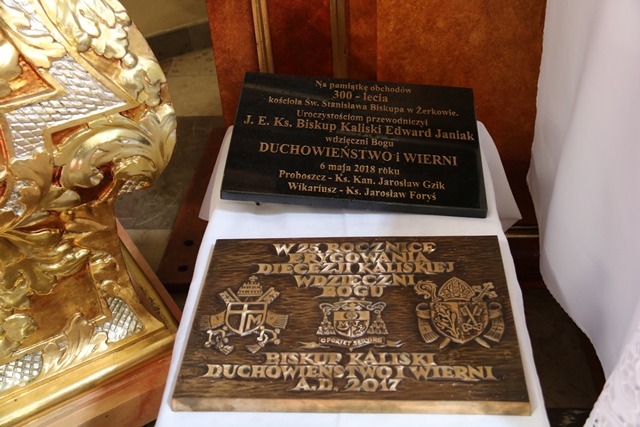 Na pamiątkę obchodów
300 - lecia
kościoła Św. Stanisława Biskupa w Żerkowie.
Uroczystościom przewodniczył
J. E. Ks. Biskup Kaliski Edward Janiak
wdzięczni Bogu
DUCHOWIEŃSTWO i WIERNI
6 maja 2018 roku
Proboszcz - Ks. Kan. Jarosław Gzik
Wikariusz - Ks. Jarosław Foryś
W 25 ROCZNICĘ
ERYGOWANIA
DIECEZJI KALISKIEJ
WDZIĘCZNI
BOGU
OPORTET SERVIRE
BISKUP KALISKI
DUCHOWIEŃSTWO I WIERNI
A.D. 2017